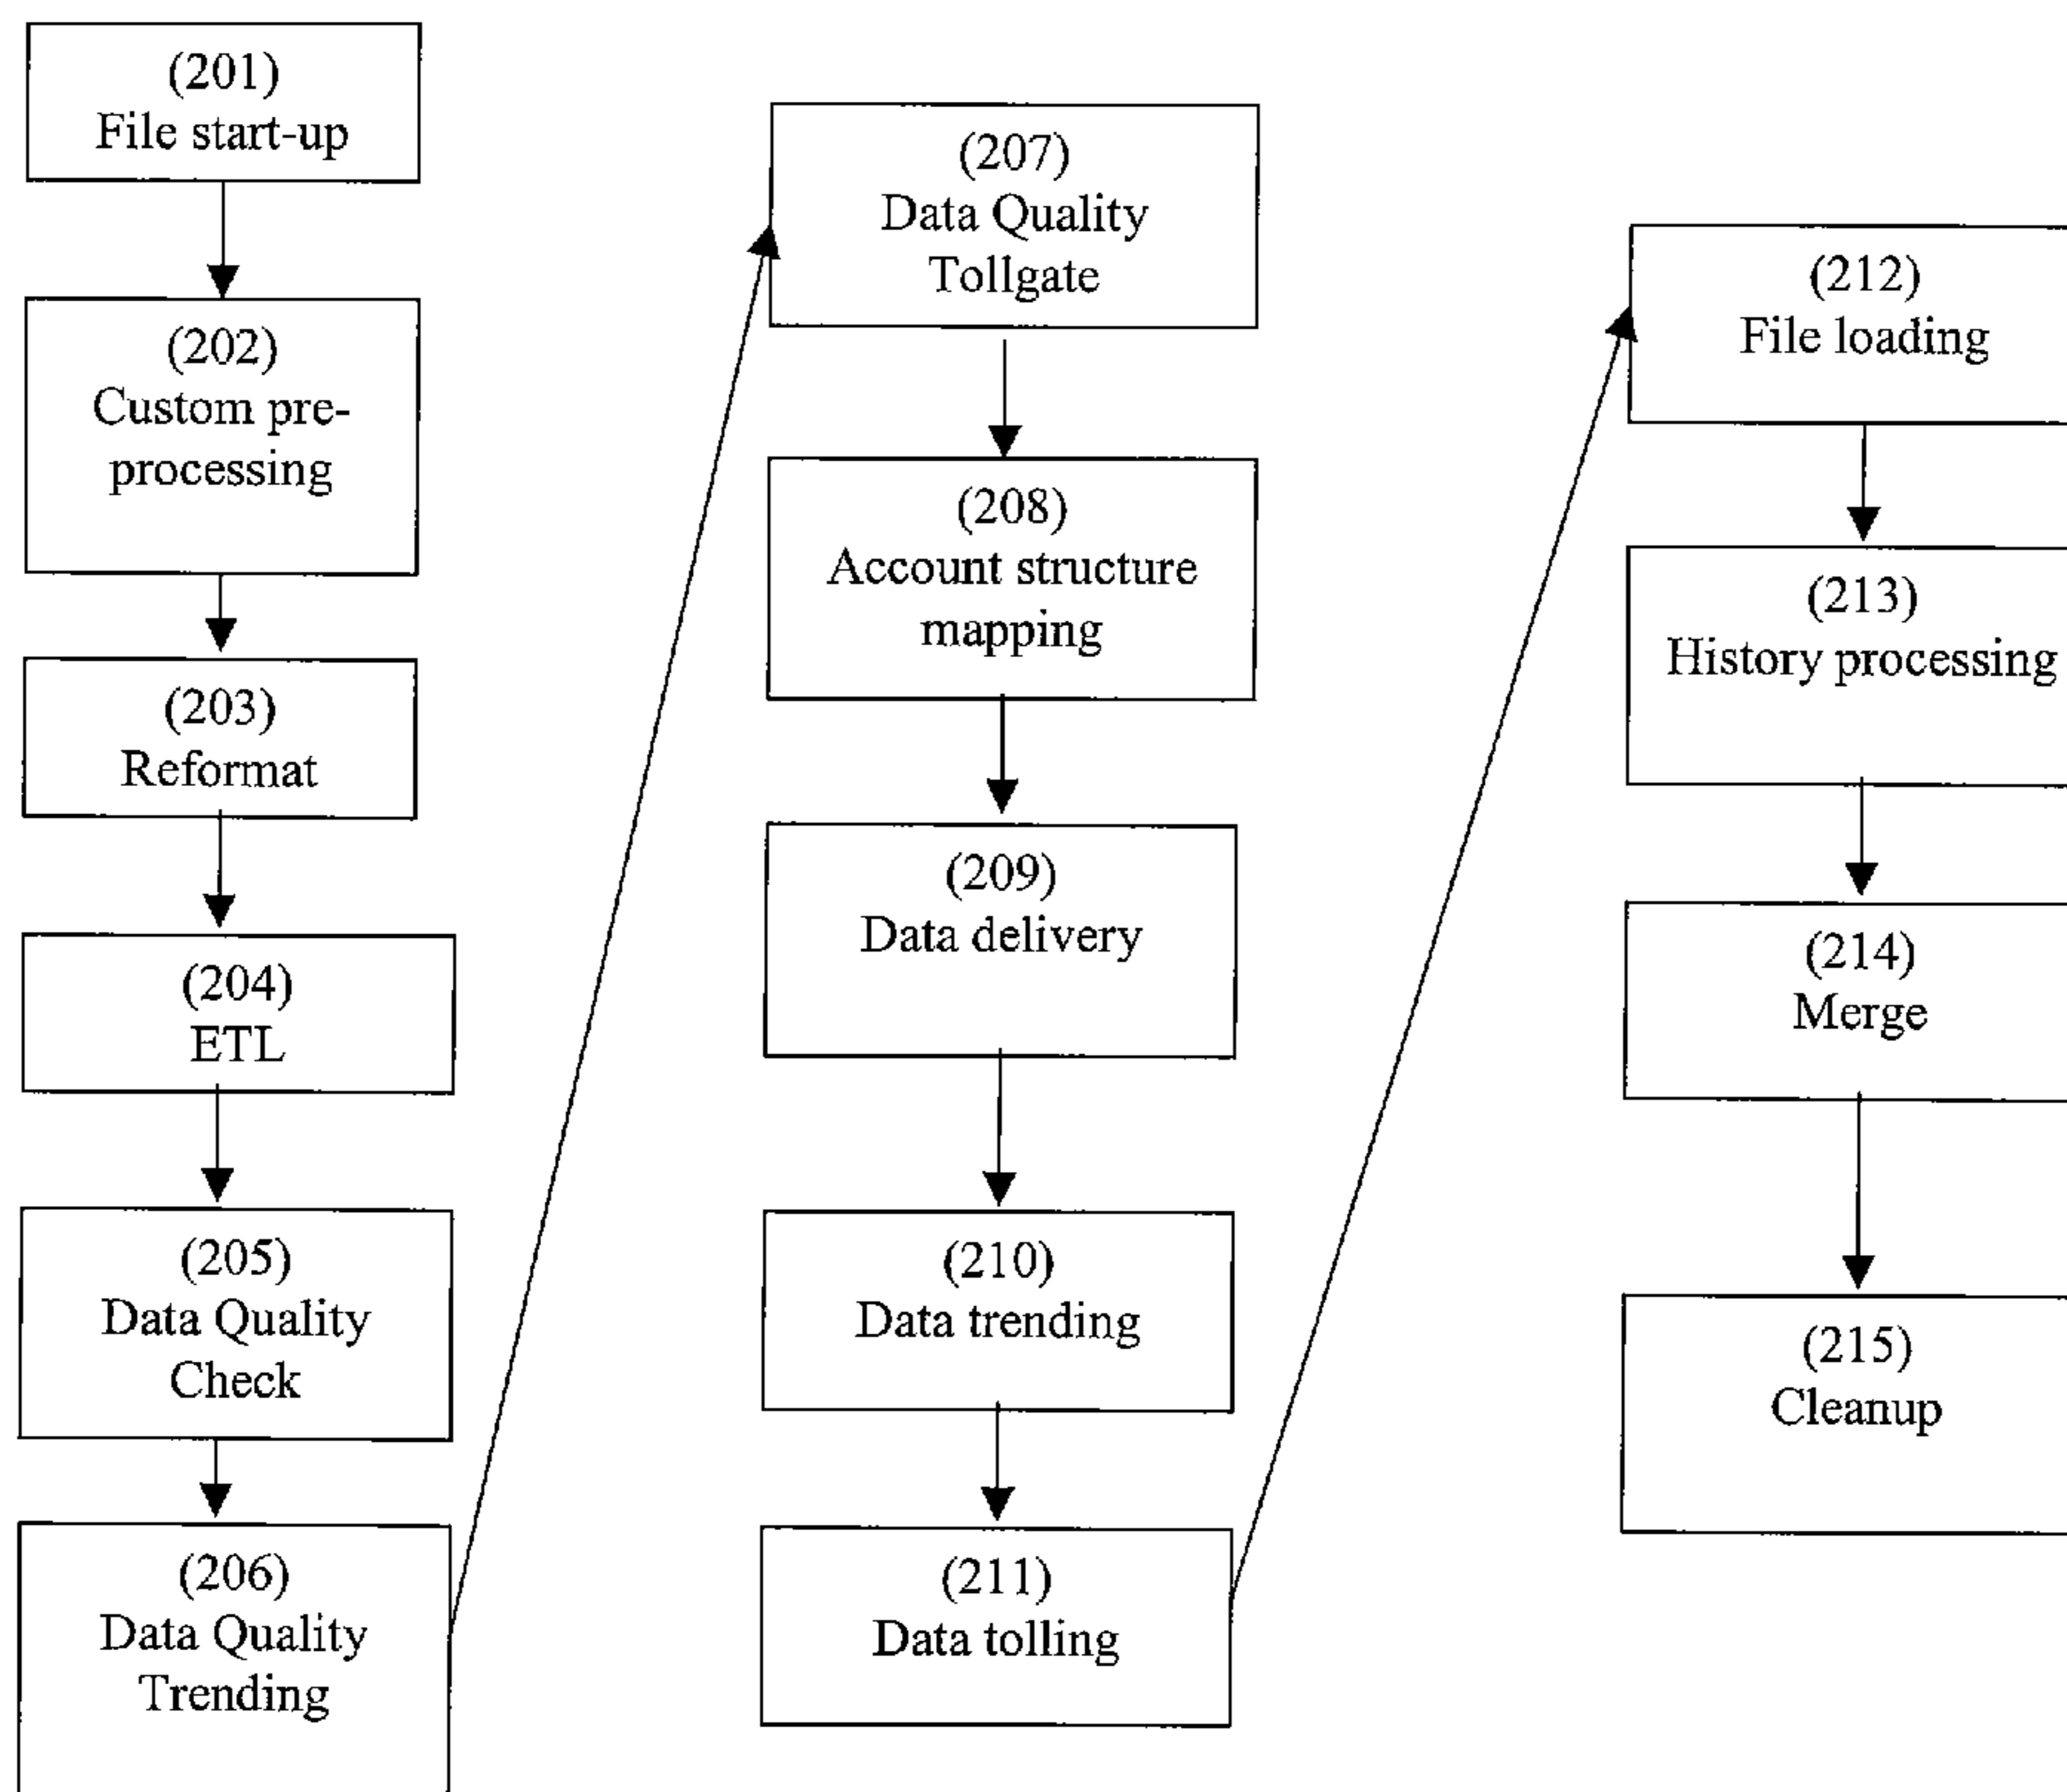 (201)
File start-up
(202)
Custom pre-
processing
(203)
Reformat
(204)
ETL
(205)
Data Quality
Check
(206)
Data Quality
Trending
(207)
Data Quality
Tollgate
(208)
Account structure
mapping
(209)
Data delivery
(210)
Data trending
(211)
Data tolling
(212)
File loading
(213)
History processing
(214)
Merge
(215)
Cleanup